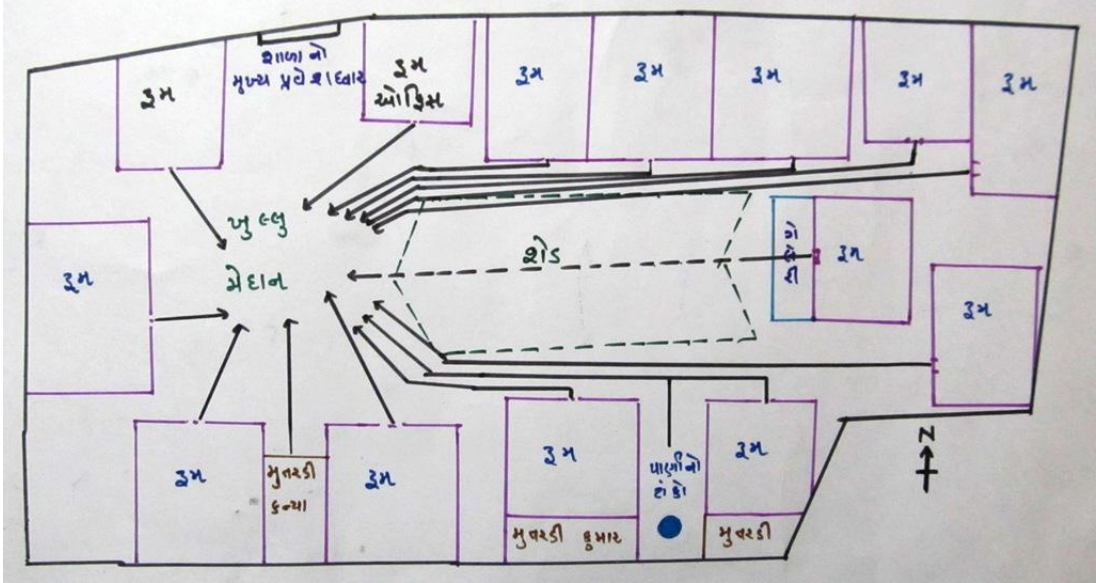 શાળાનો
મુખ્ય પ્રવેશદ્વાર
રૂમ
રૂમ
ઓફિસ
રૂમ
રૂમ
રૂમ
રૂમ
રૂમ
ખુલ્લુ
મેદાન
શેડ
ગેલેરી
રૂમ
રૂમ
રૂમ
રૂમ
મુતરડી
કન્યા
રૂમ
રૂમ
મુતરડી કુમાર
પાણીનો
ટાંકો
રૂમ
મુતરડી
N